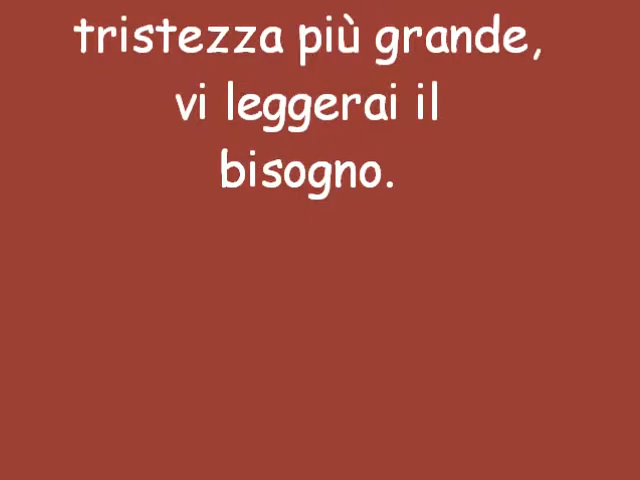 tristezza più grande,
vi leggerai il
bisogno.